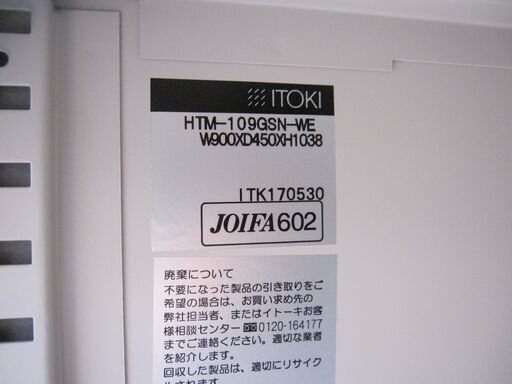 ITOKI
HTM-109GSN-WE
W900XD450XH1038
ITK170530
JOIFA602
廃棄について
不要になった製品の引き取りをご
希望の場合は、お買い求め先の
弊社担当者、またはイトーキお客
様相談センター 0120-164177
までご連絡ください。適切な業者
を紹介します。
回収した製品は、適切にリサイク
ルされます。